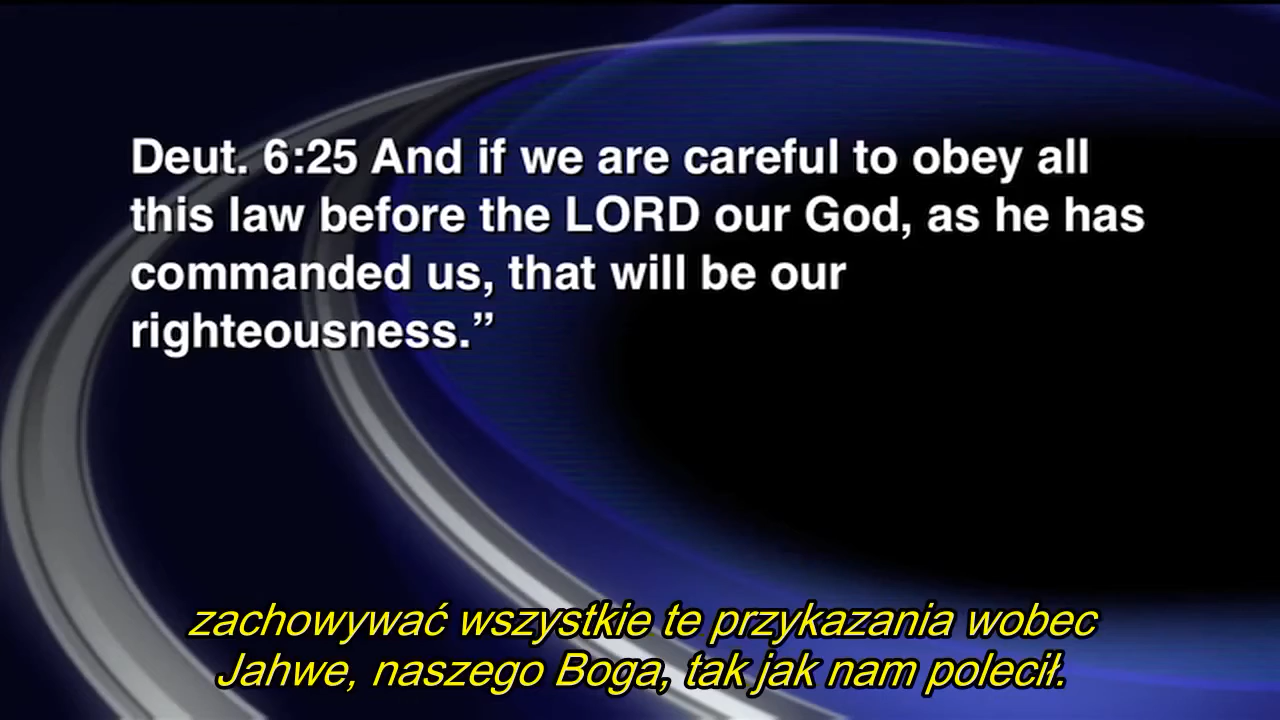 Deut. 6:25 And if we are careful to obey all
this law before the LORD our God, as he has
commanded us, that will be our
righteousness.”
zachowywać wszystkie te przykazania wobec
Jahwe, naszego Boga, tak jak nam polecił.